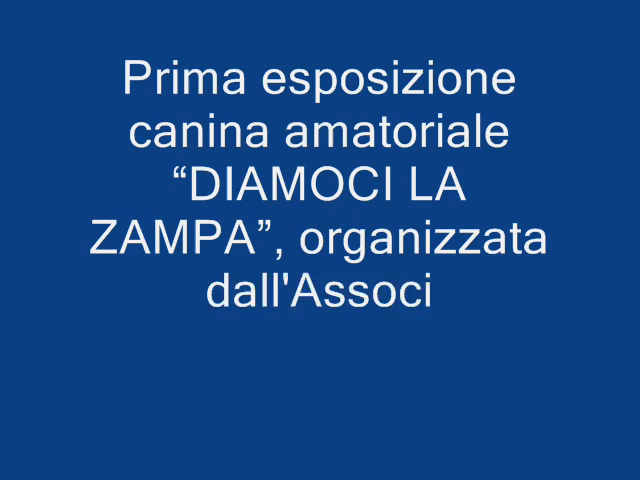 Prima esposizione
canina amatoriale
“DIAMOCI LA
ZAMPA”, organizzata
dall'Associ